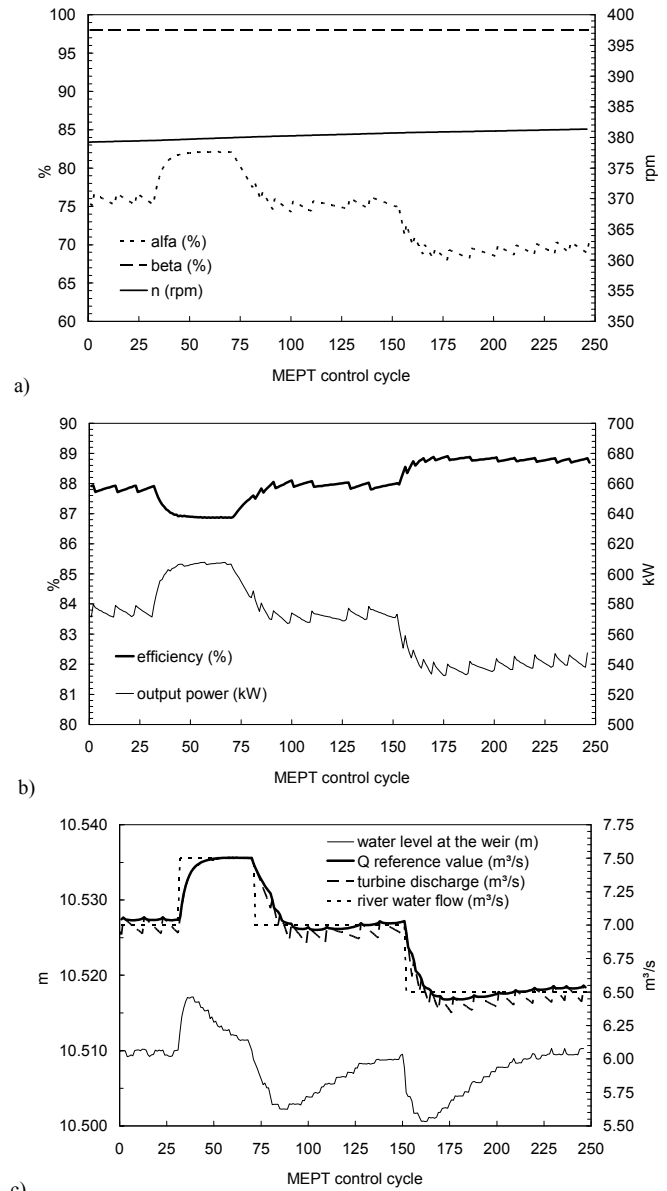 100
95
90
85
80
75
70
65
60
%
400
395
390
385
380
375
370
365
360
355
350
rpm
alfa (%)
beta (%)
n (rpm)
0 25 50 75 100 125 150 175 200 225 250
MEPT control cycle
a)
90
89
88
87
86
85
84
83
82
81
80
%
700
680
660
640
620
600
580
560
540
520
500
kW
efficiency (%)
output power (kW)
0 25 50 75 100 125 150 175 200 225 250
MEPT control cycle
b)
10.540
10.530
10.520
10.510
10.500
m
7.75
7.50
7.25
7.00
6.75
6.50
6.25
6.00
5.75
5.50
m³/s
water level at the weir (m)
Q reference value (m³/s)
turbine discharge (m³/s)
river water flow (m³/s)
0 25 50 75 100 125 150 175 200 225 250
MEPT control cycle
c)